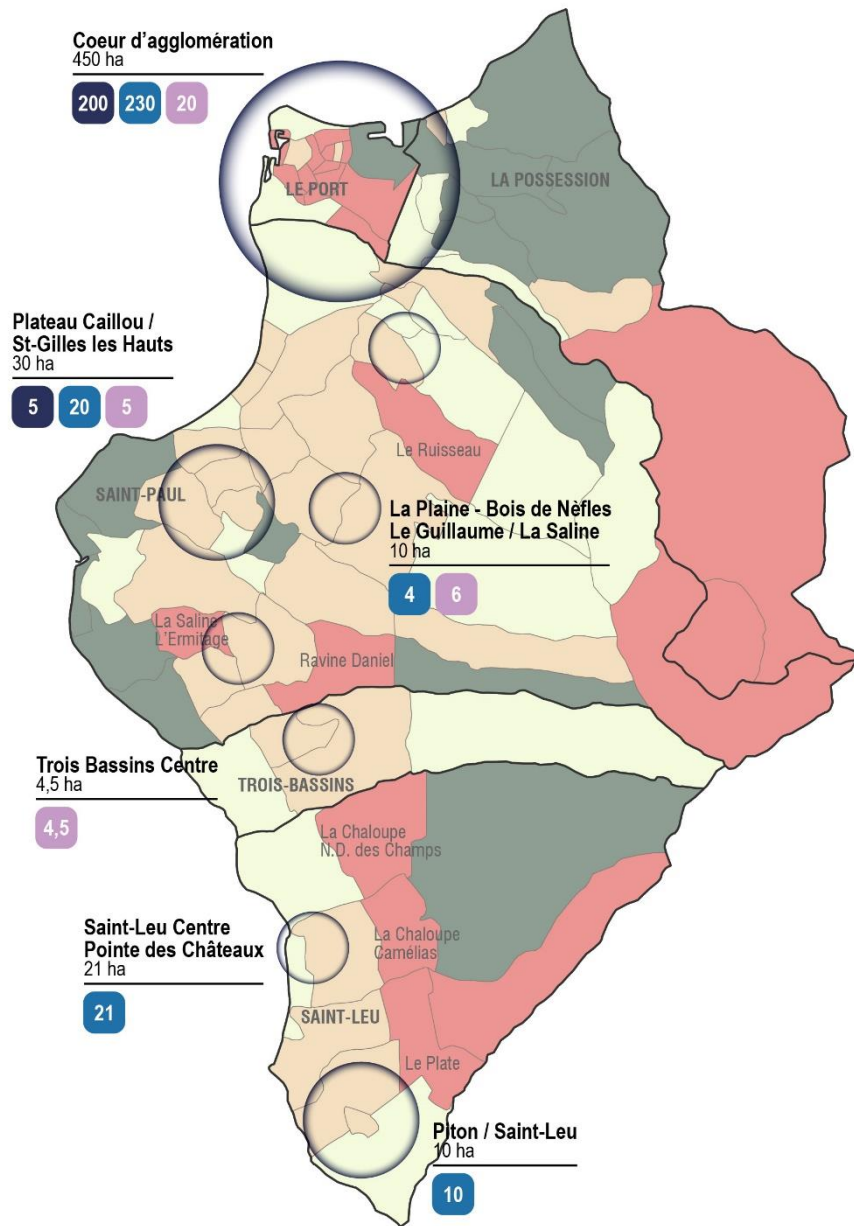 Coeur d'agglomération
450 ha
200 230 20
LE PORT
LA POSSESSION
Plateau Caillou /
St-Gilles les Hauts
30 ha
5 20 5
Le Ruisseau
SAINT-PAUL
La Plaine - Bois de Nèfles
Le Guillaume / La Saline
10 ha
4 6
La Saline
L'Ermitage
Ravine Daniel
Trois Bassins Centre
4,5 ha
4,5
TROIS-BASSINS
La Chaloupe
N.D. des Champs
Saint-Leu Centre
Pointe des Châteaux
21 ha
21
La Chaloupe
Camélias
SAINT-LEU
Le Plate
Piton / Saint-Leu
10 ha
10